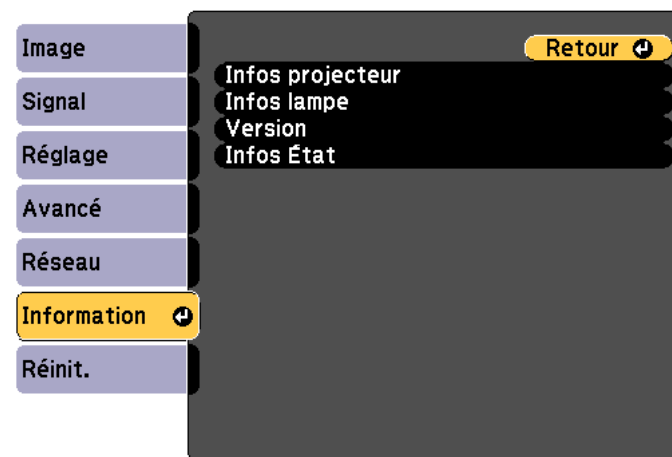 Image
Signal
Réglage
Avancé
Réseau
Information
Réinit.
Retour
Infos projecteur
Infos lampe
Version
Infos État